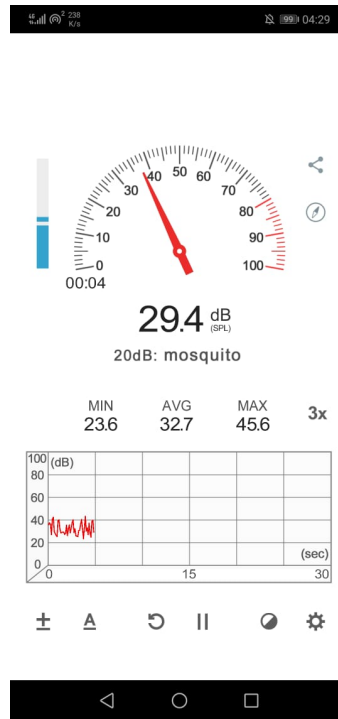 46 2 238 K/s 99 04:29
0 10 20 30 40 50 60 70 80 90 100
00:04
29.4 dB (SPL)
20dB: mosquito
MIN AVG MAX
23.6 32.7 45.6 3x
100 (dB)
80
60
40
20 (sec)
0
0 15 30
± A